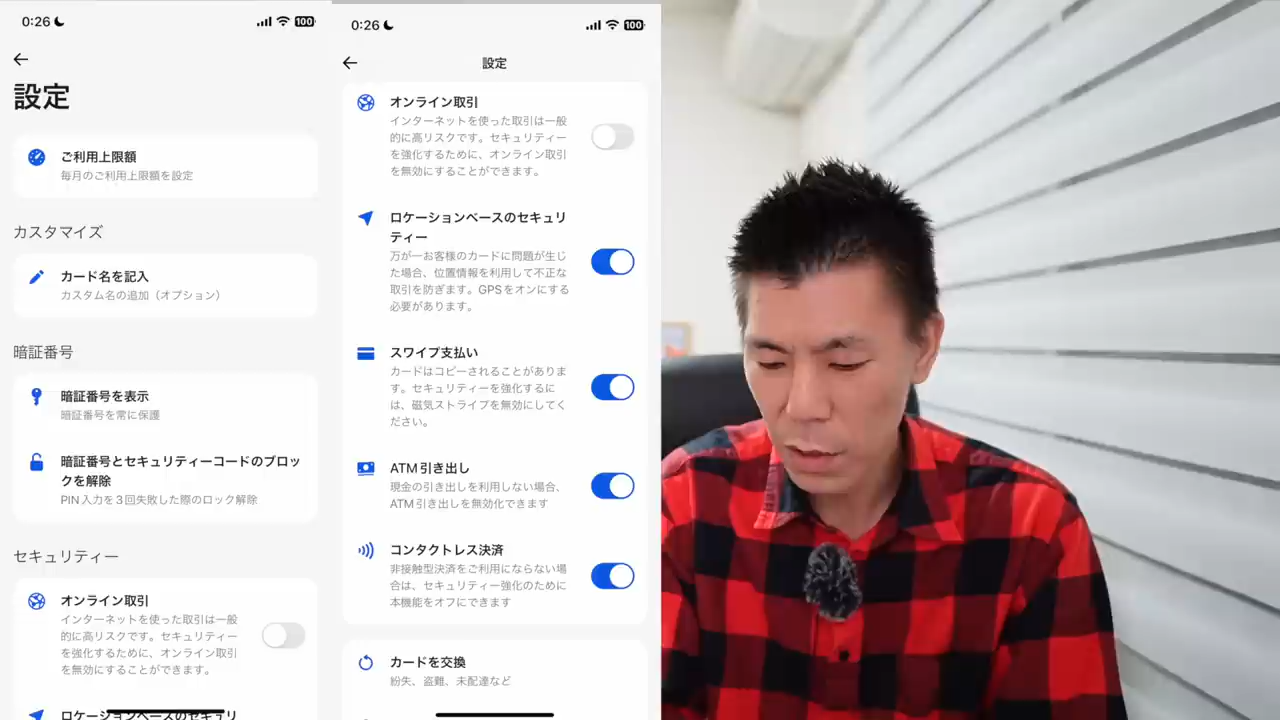 0:26
100
設定
ご利用上限額
毎月のご利用上限額を設定
カスタマイズ
カード名を記入
カスタム名の追加（オプション）
暗証番号
暗証番号を表示
暗証番号を常に保護
暗証番号とセキュリティーコードのブロッ
クを解除
PIN入力を3回失敗した際のロック解除
セキュリティー
オンライン取引
インターネットを使った取引は一般
的に高リスクです。セキュリティー
を強化するために、オンライン取引
を無効にすることができます。
ロケーションベースのセキュリ
0:26
100
設定
オンライン取引
インターネットを使った取引は一般
的に高リスクです。セキュリティー
を強化するために、オンライン取引
を無効にすることができます。
ロケーションベースのセキュリ
ティー
万が一お客様のカードに問題が生じ
た場合、位置情報を利用して不正な
取引を防ぎます。GPSをオンにする
必要があります。
スワイプ支払い
カードはコピーされることがありま
す。セキュリティーを強化するに
は、磁気ストライプを無効にしてく
ださい。
ATM引き出し
現金の引き出しを利用しない場合、
ATM引き出しを無効化できます
コンタクトレス決済
非接触型決済をご利用にならない場
合は、セキュリティー強化のために
本機能をオフにできます
カードを交換
紛失、盗難、未配達など